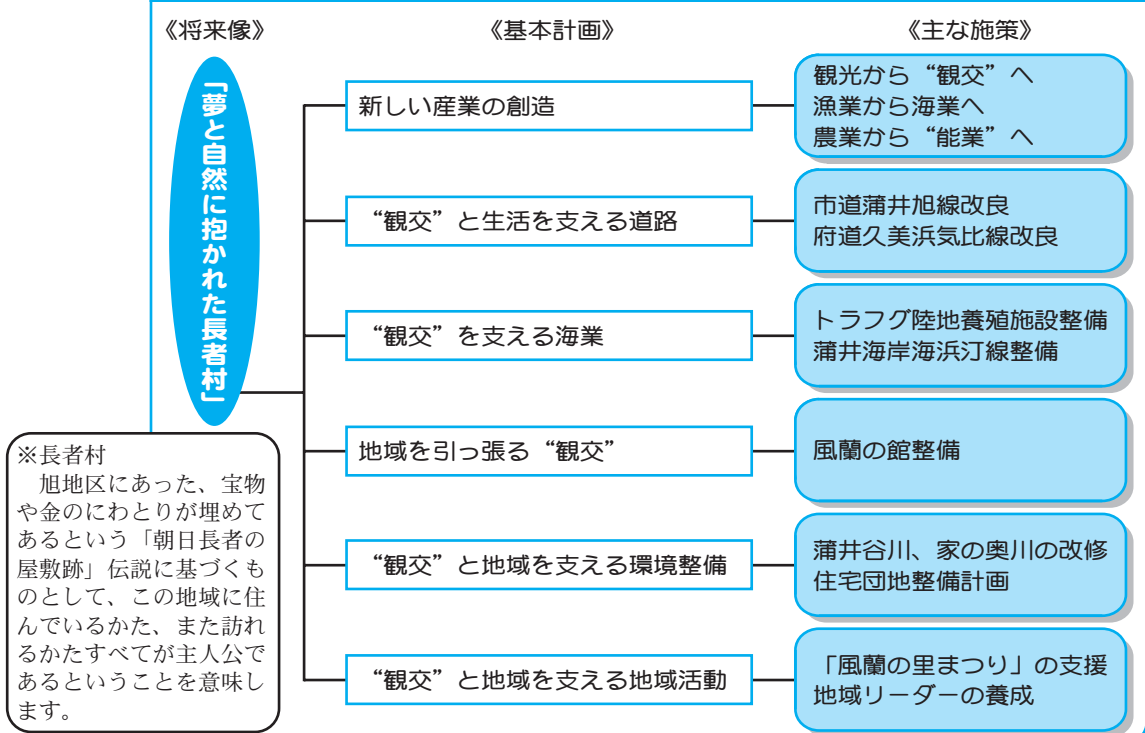 《将来像》
《基本計画》
《主な施策》
「夢と自然に抱かれた長者村」
新しい産業の創造
観光から“観交”へ
漁業から海業へ
農業から“能業”へ
“観交”と生活を支える道路
市道蒲井旭線改良
府道久美浜気比線改良
“観交”を支える海業
トラフグ陸地養殖施設整備
蒲井海岸海浜汀線整備
地域を引っ張る“観交”
風蘭の館整備
“観交”と地域を支える環境整備
蒲井谷川、家の奥川の改修
住宅団地整備計画
“観交”と地域を支える地域活動
「風蘭の里まつり」の支援
地域リーダーの養成
※長者村
旭地区にあった、宝物
や金のにわとりが埋めて
あるという「朝日長者の
屋敷跡」伝説に基づくも
のとして、この地域に住
んでいるかた、また訪れ
るかたすべてが主人公で
あるということを意味し
ます。